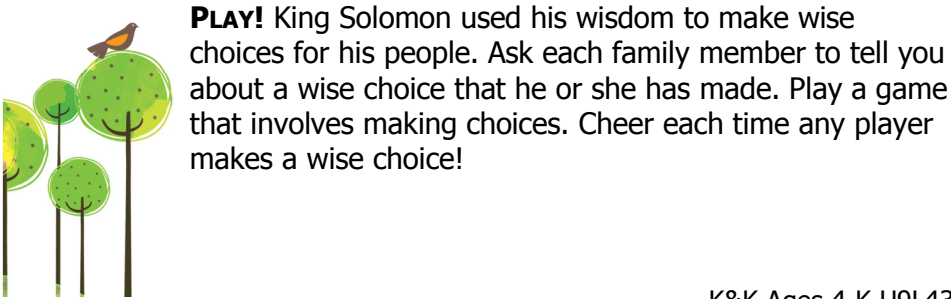 PLAY! King Solomon used his wisdom to make wise
choices for his people. Ask each family member to tell you
about a wise choice that he or she has made. Play a game
that involves making choices. Cheer each time any player
makes a wise choice!
K&K Ages 4-K U9L43